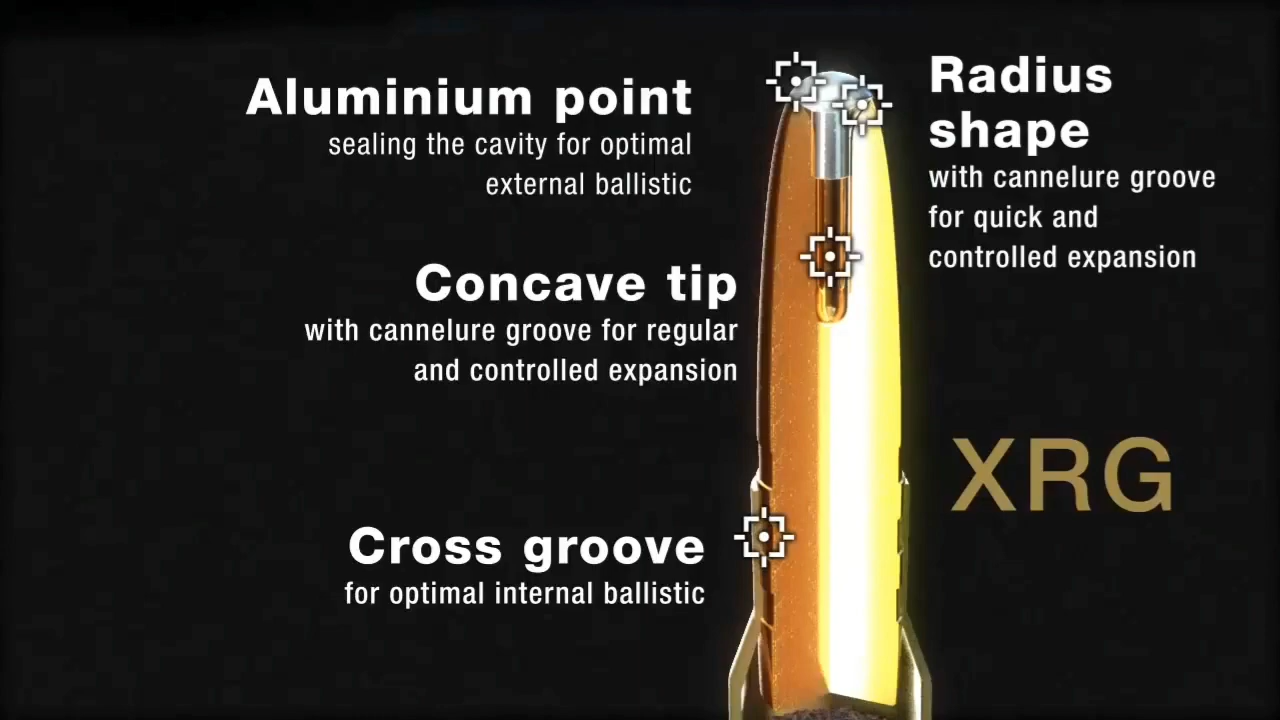 Aluminium point
sealing the cavity for optimal
external ballistic
Radius
shape
with cannelure groove
for quick and
controlled expansion
Concave tip
with cannelure groove for regular
and controlled expansion
XRG
Cross groove
for optimal internal ballistic